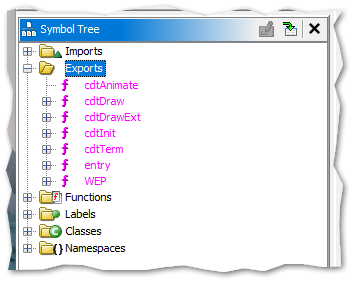 Symbol Tree
Imports
Exports
f cdtAnimate
f cdtDraw
f cdtDrawExt
f cdtInit
f cdtTerm
f entry
f WEP
f Functions
Labels
C Classes
{} Namespaces